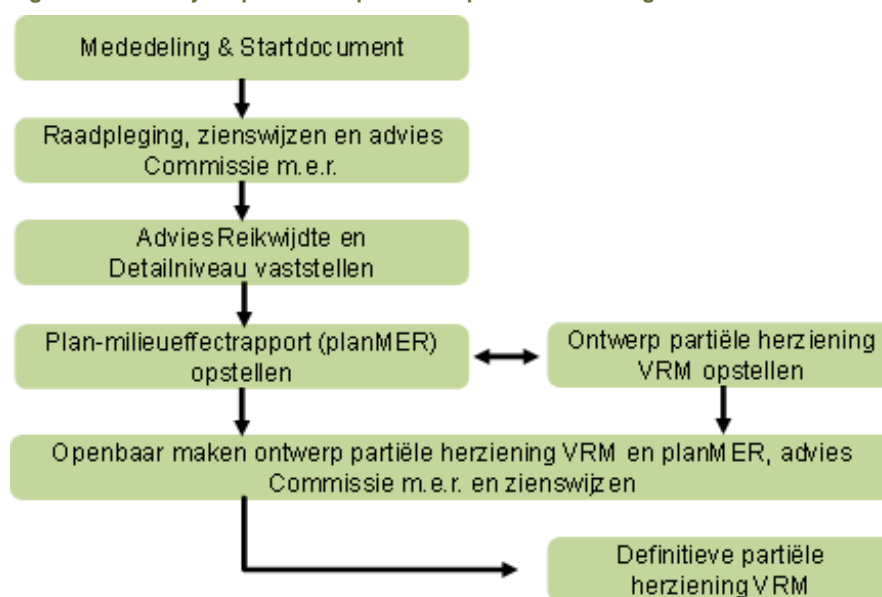 Mededeling & Startdocument
Raadpleging, zienswijzen en advies
Commissie m.e.r.
Advies Reikwijdte en
Detailniveau vaststellen
Plan-milieueffectrapport (planMER)
opstellen
Ontwerp partiële herziening
VRM opstellen
Openbaar maken ontwerp partiële herziening VRM en planMER, advies
Commissie m.e.r. en zienswijzen
Definitieve partiële
herziening VRM